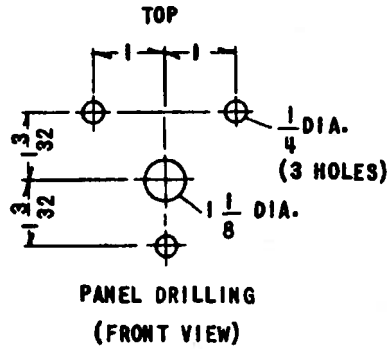 TOP
1 1
1 3/32
1/4 DIA.
(3 HOLES)
1 3/32
1 1/8 DIA.
PANEL DRILLING
(FRONT VIEW)